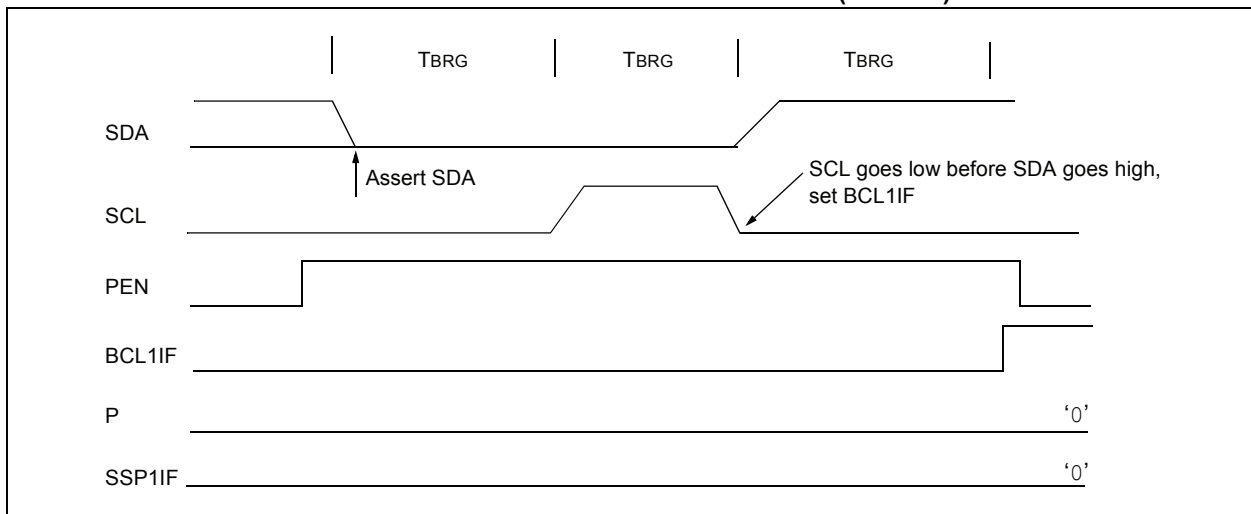 TBRG TBRG TBRG
SDA
Assert SDA
SCL goes low before SDA goes high,
set BCL1IF
SCL
PEN
BCL1IF
P
‘0’
SSP1IF
‘0’